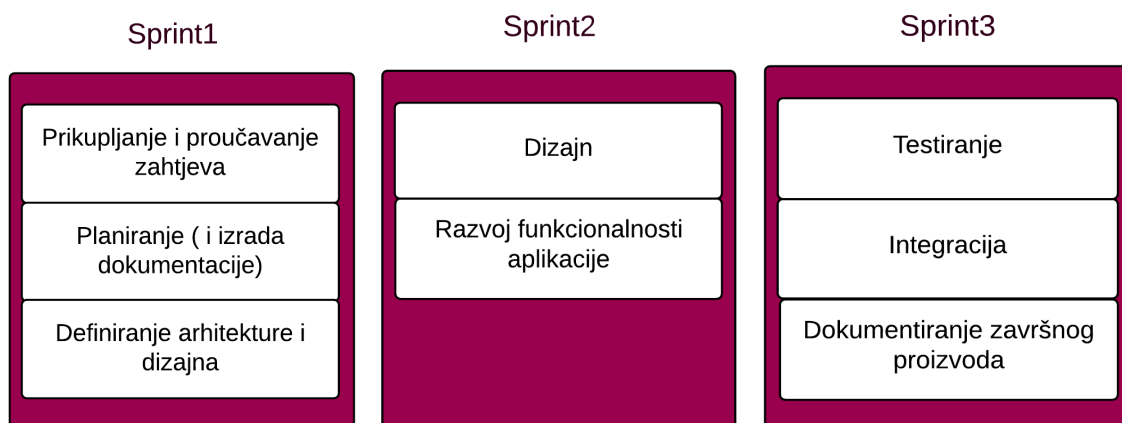 Sprint1
Prikupljanje i proučavanje
zahtjeva
Planiranje ( i izrada
dokumentacije)
Definiranje arhitekture i
dizajna
Sprint2
Dizajn
Razvoj funkcionalnosti
aplikacije
Sprint3
Testiranje
Integracija
Dokumentiranje završnog
proizvoda